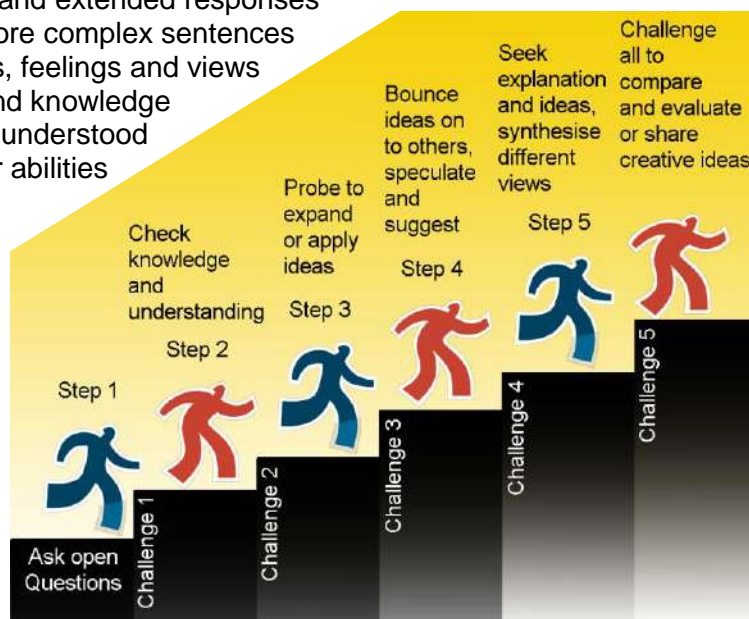 and extended responses
ore complex sentences
s, feelings and views
nd knowledge
understood
r abilities
Step 1
Ask open
Questions
Check
knowledge
and
understanding
Step 2
Challenge 1
Probe to
expand
or apply
ideas
Step 3
Challenge 2
Bounce
ideas on
to others,
speculate
and
suggest
Step 4
Challenge 3
Seek
explanation
and ideas,
synthesise
different
views
Step 5
Challenge 4
Challenge
all to
compare
and evaluate
or share
creative ideas
Challenge 5